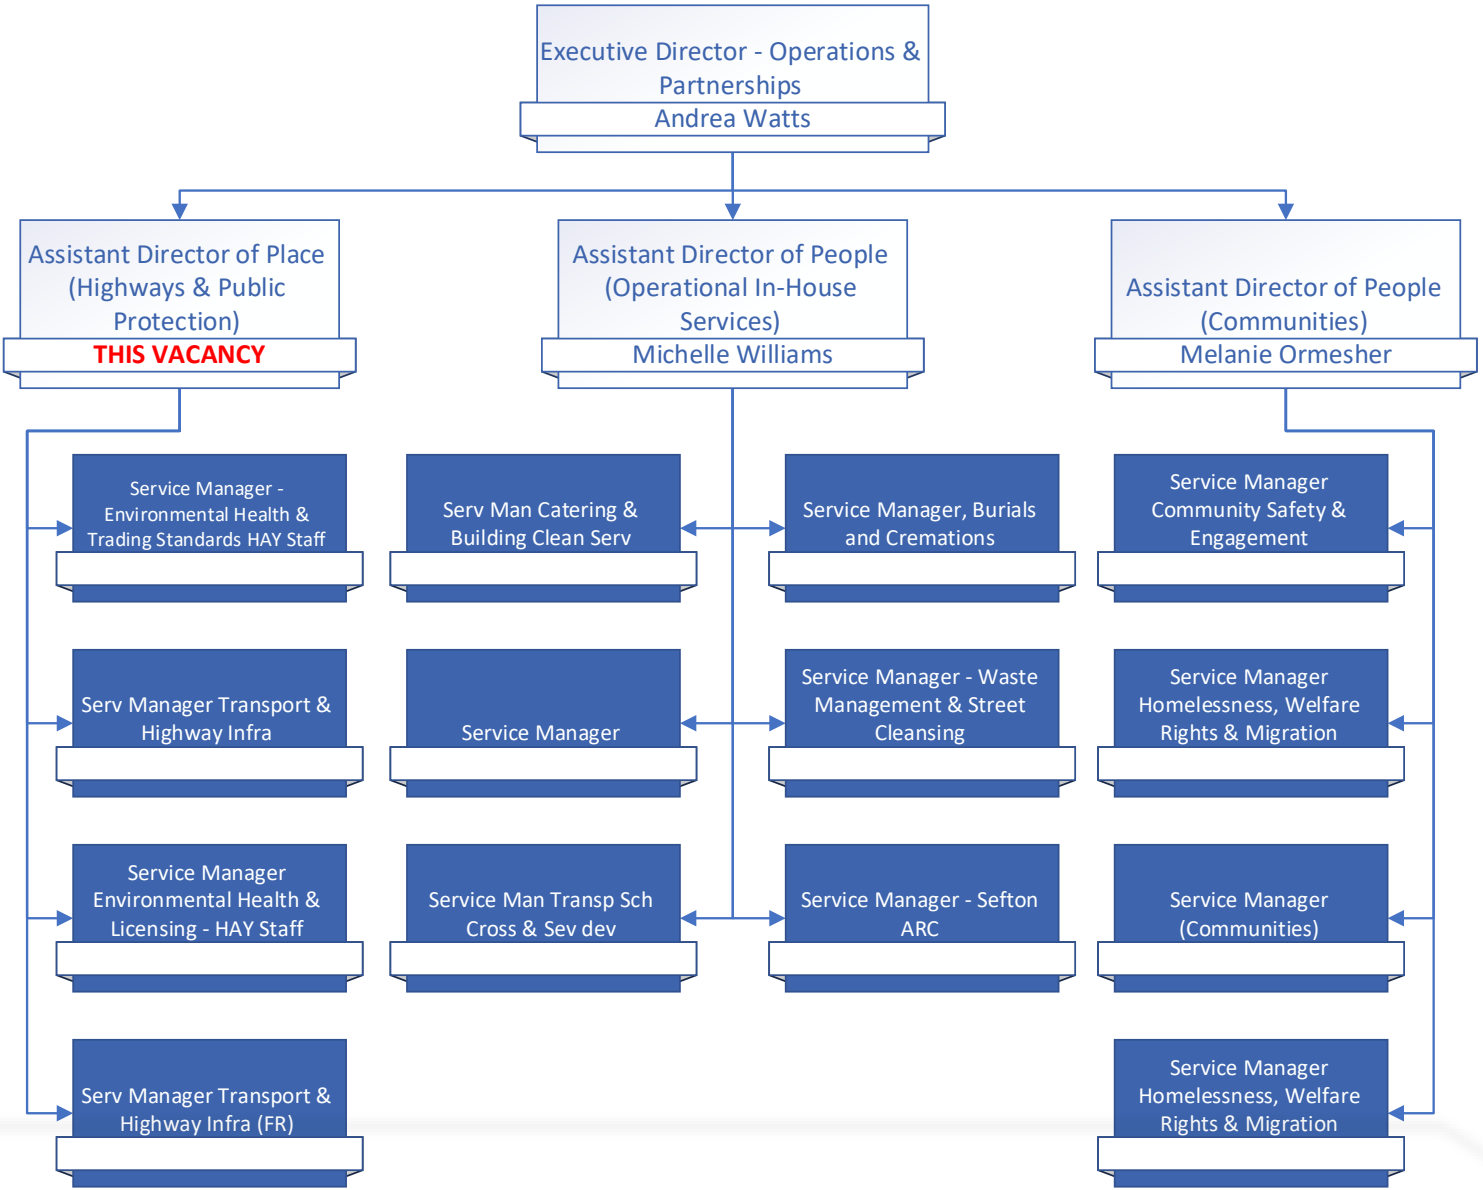 Executive Director - Operations &
Partnerships
Andrea Watts
Assistant Director of Place
(Highways & Public
Protection)
THIS VACANCY
Assistant Director of People
(Operational In-House
Services)
Michelle Williams
Assistant Director of People
(Communities)
Melanie Ormesher
Service Manager -
Environmental Health &
Trading Standards HAY Staff
Serv Man Catering &
Building Clean Serv
Service Manager, Burials
and Cremations
Service Manager
Community Safety &
Engagement
Serv Manager Transport &
Highway Infra
Service Manager
Service Manager - Waste
Management & Street
Cleansing
Service Manager
Homelessness, Welfare
Rights & Migration
Service Manager
Environmental Health &
Licensing - HAY Staff
Service Man Transp Sch
Cross & Sev dev
Service Manager - Sefton
ARC
Service Manager
(Communities)
Serv Manager Transport &
Highway Infra (FR)
Service Manager
Homelessness, Welfare
Rights & Migration